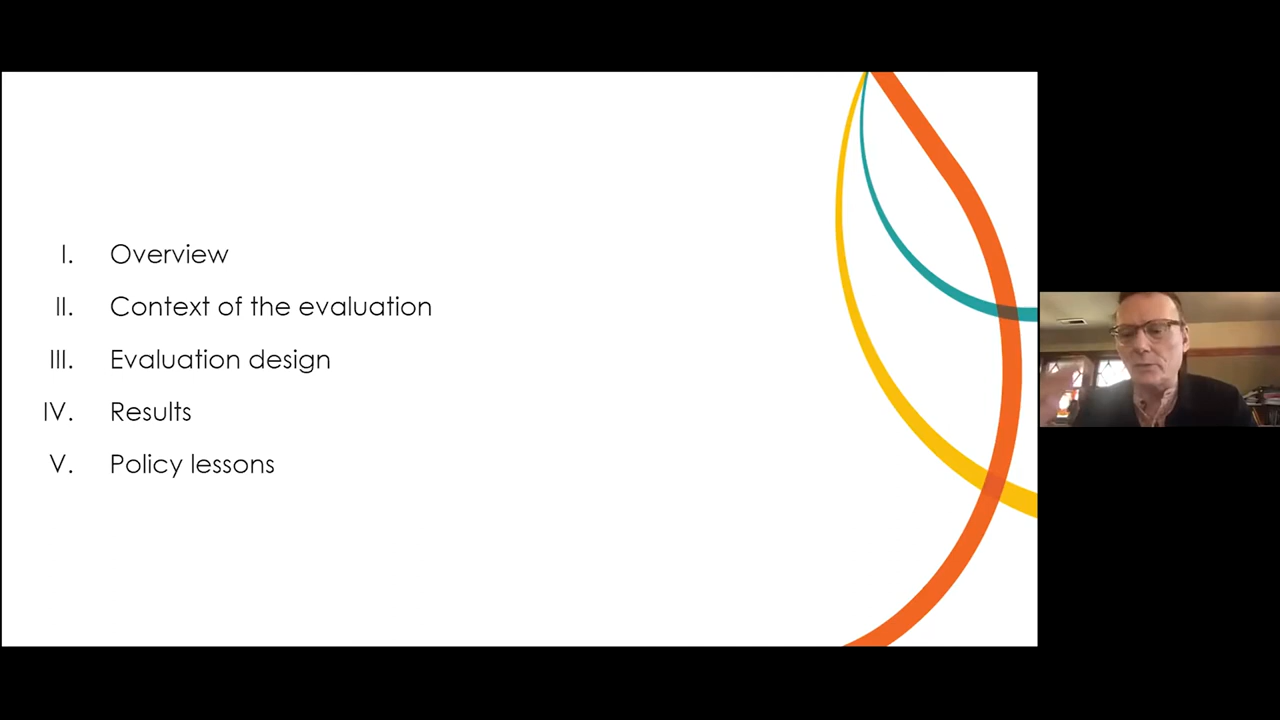 I. Overview
II. Context of the evaluation
III. Evaluation design
IV. Results
V. Policy lessons